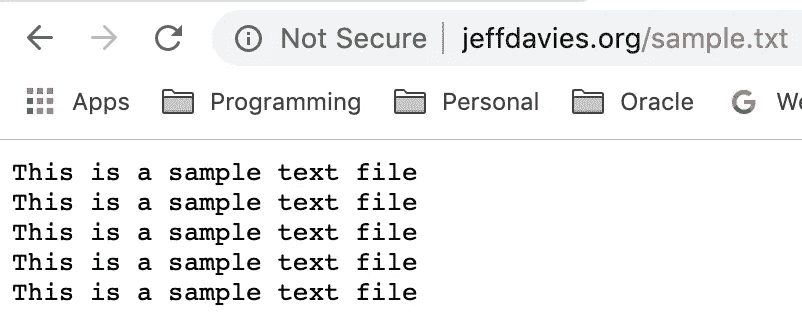 Not Secure jeffdavies.org/sample.txt
Apps Programming Personal Oracle
This is a sample text file
This is a sample text file
This is a sample text file
This is a sample text file
This is a sample text file